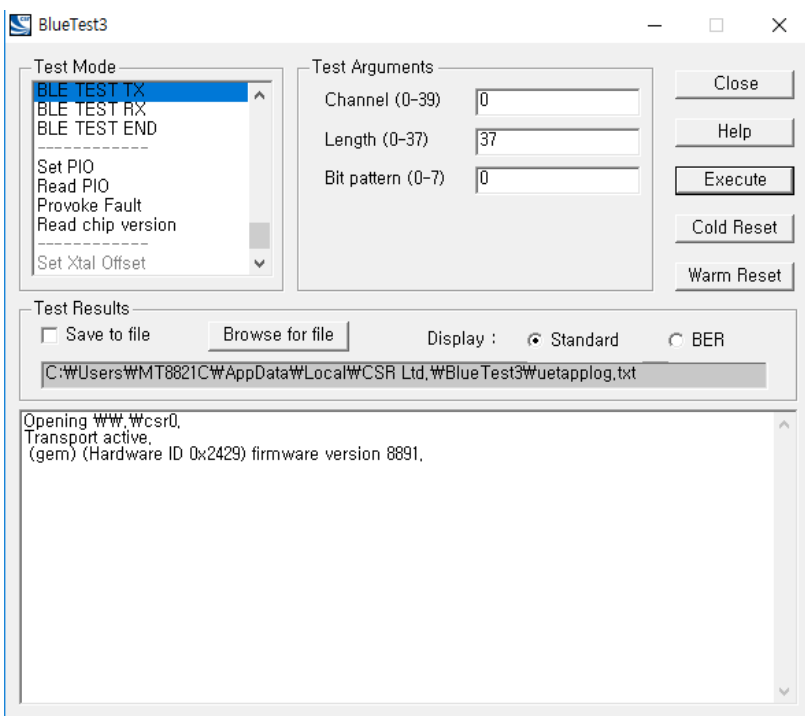 BlueTest3
Test Mode
BLE TEST TX
BLE TEST RX
BLE TEST END
------------
Set PIO
Read PIO
Provoke Fault
Read chip version
------------
Set Xtal Offset
Test Arguments
Channel (0-39) 0
Length (0-37) 37
Bit pattern (0-7) 0
Close
Help
Execute
Cold Reset
Warm Reset
Test Results
Save to file Browse for file Display : Standard BER
C:₩Users₩MT8821C₩AppData₩Local₩CSR Ltd.₩BlueTest3₩uetapplog.txt
Opening ₩₩.₩csr0.
Transport active.
(gem) (Hardware ID 0x2429) firmware version 8891.